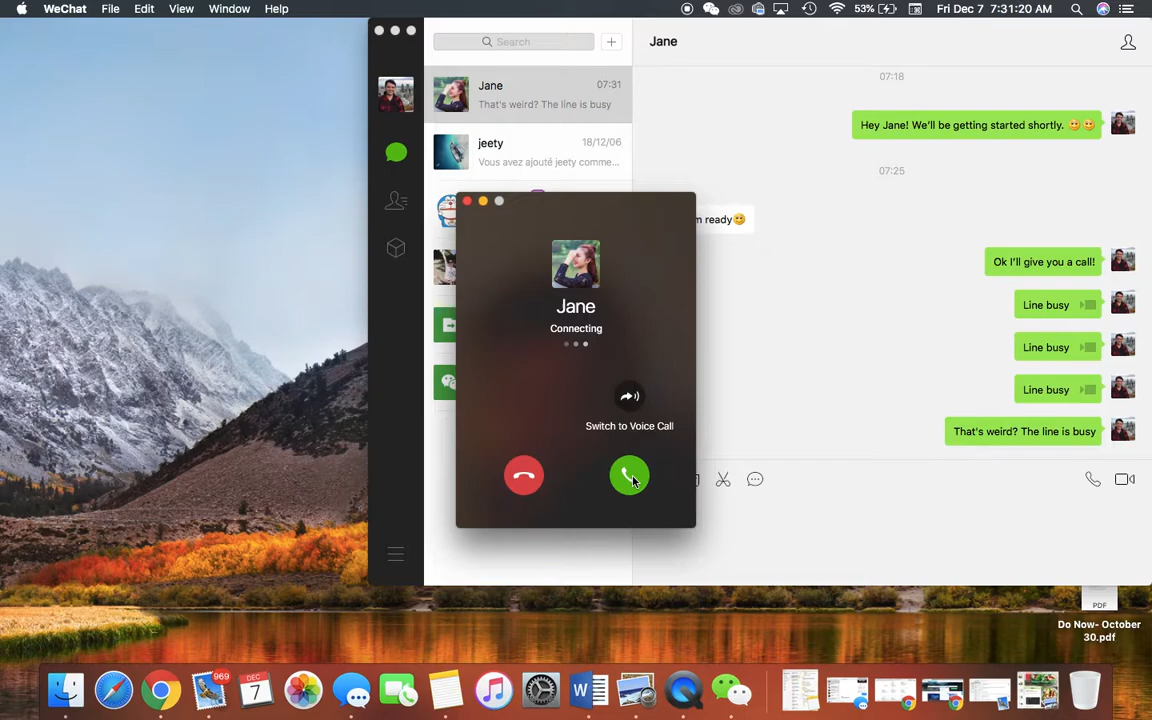 WeChat File Edit View Window Help 53% Fri Dec 7 7:31:20 AM
Search
Jane 07:31
That's weird? The line is busy
jeety 18/12/06
Vous avez ajouté jeety comme...
Jane
07:18
Hey Jane! We'll be getting started shortly. 😊😊
07:25
m ready😊
Ok I'll give you a call!
Line busy
Line busy
Line busy
That's weird? The line is busy
Jane
Connecting
Switch to Voice Call
PDF
Do Now- October
30.pdf
969
DEC
7